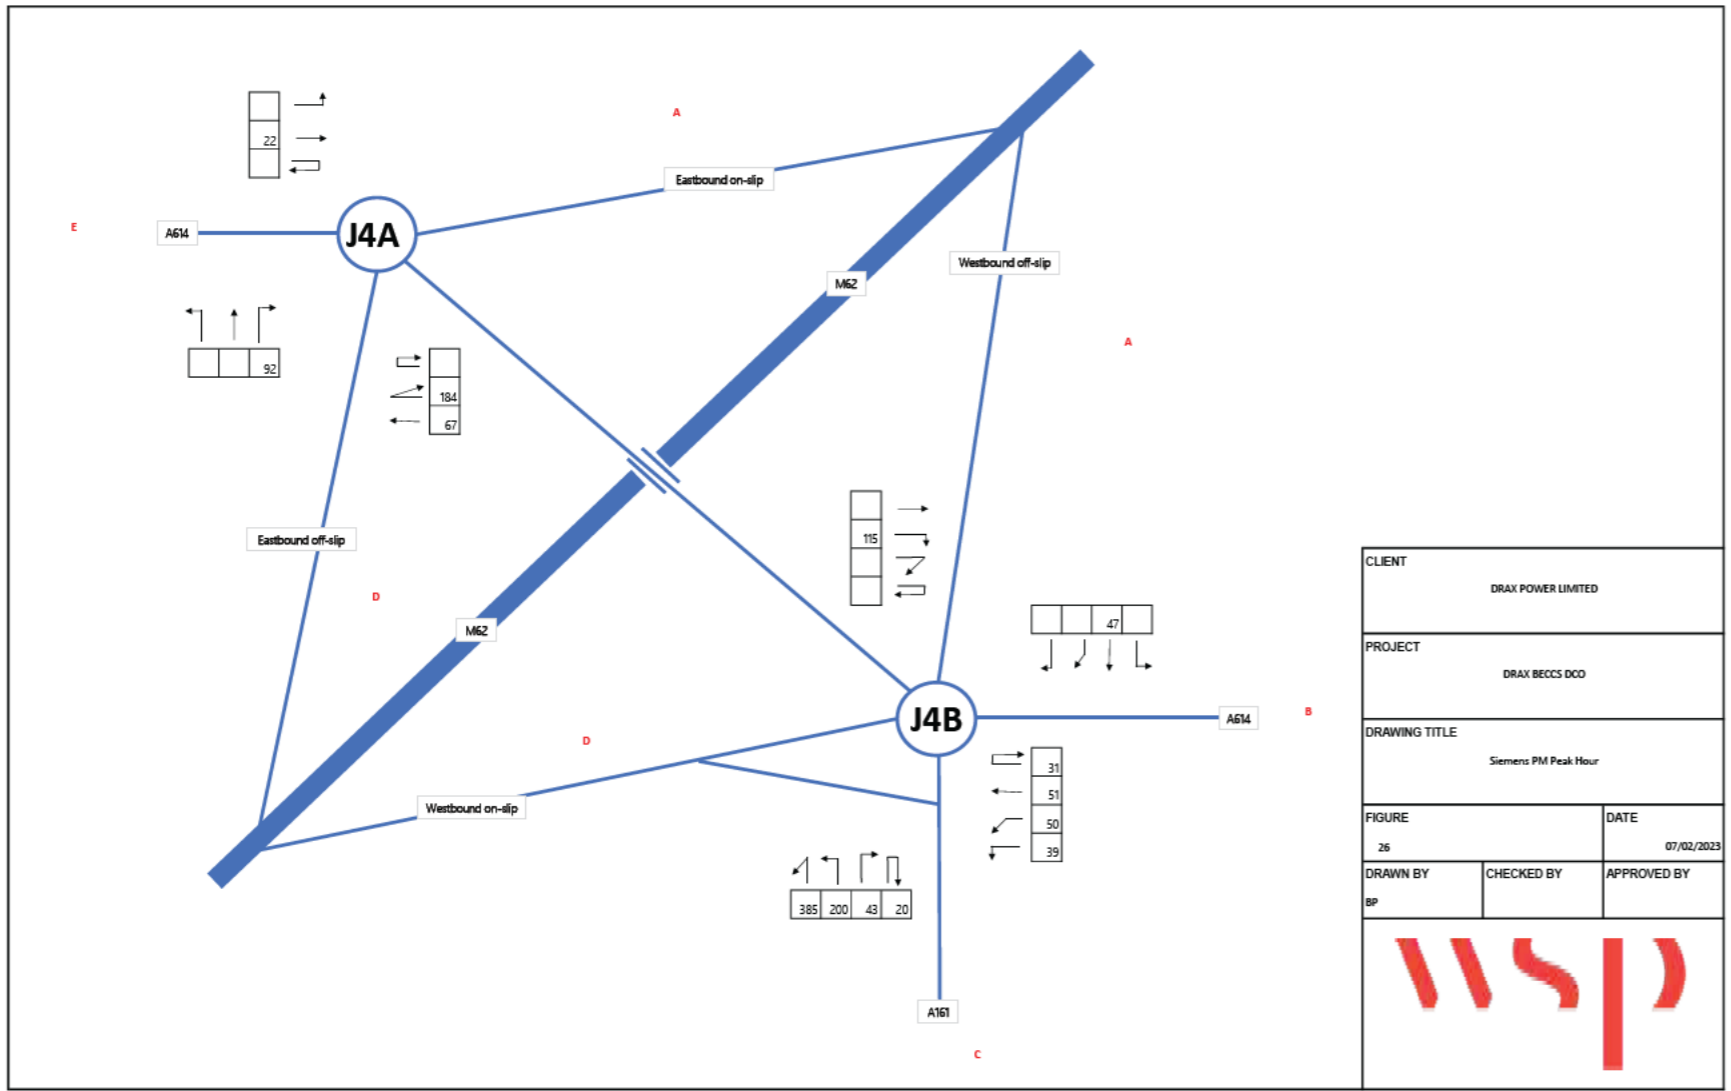 22
A
Eastbound on-slip
E
A614
J4A
Westbound off-slip
M62
A
92
184
67
115
Eastbound off-slip
D
M62
47
J4B
A614
B
D
Westbound on-slip
31
51
50
39
385 200 43 20
A161
C
CLIENT
DRAX POWER LIMITED
PROJECT
DRAX BECCS DCO
DRAWING TITLE
Siemens PM Peak Hour
FIGURE
26
DATE
07/02/2023
DRAWN BY
BP
CHECKED BY
APPROVED BY
wsp